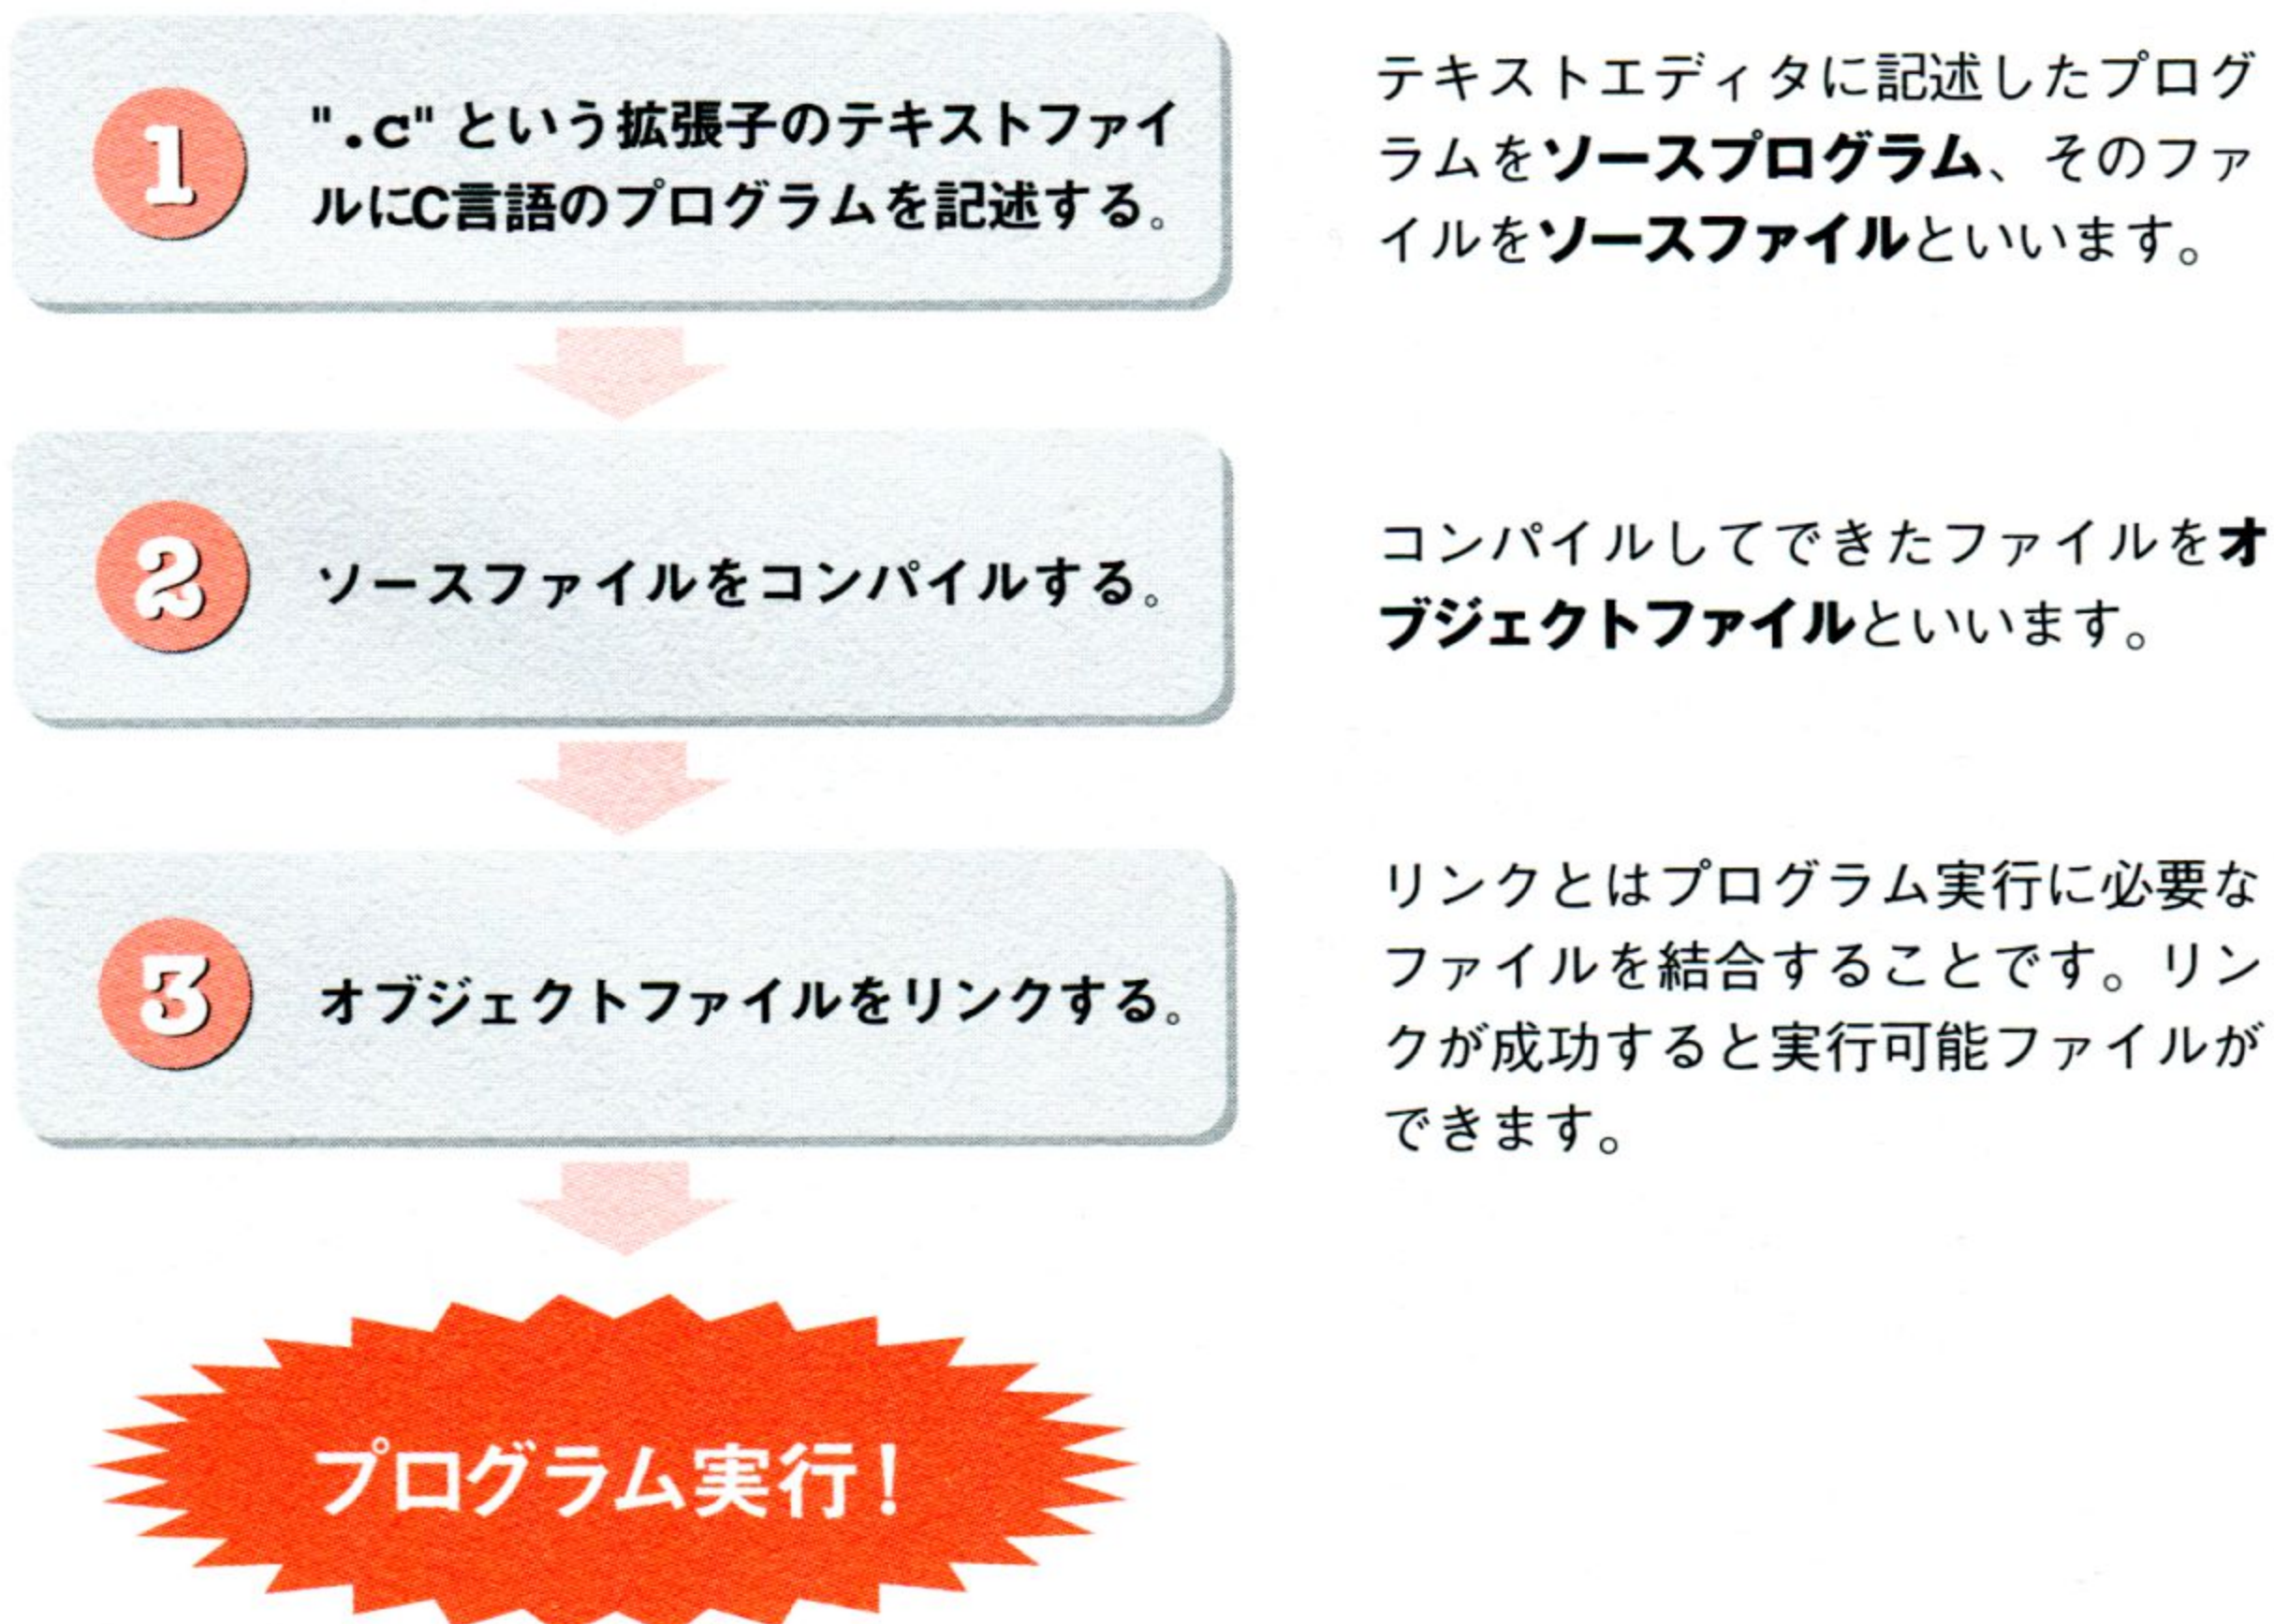 1
".c" という拡張子のテキストファイ
ルにC言語のプログラムを記述する。
テキストエディタに記述したプログ
ラムをソースプログラム、そのファ
イルをソースファイルといいます。
2
ソースファイルをコンパイルする。
コンパイルしてできたファイルをオ
ブジェクトファイルといいます。
3
オブジェクトファイルをリンクする。
リンクとはプログラム実行に必要な
ファイルを結合することです。リン
クが成功すると実行可能ファイルが
できます。
プログラム実行!